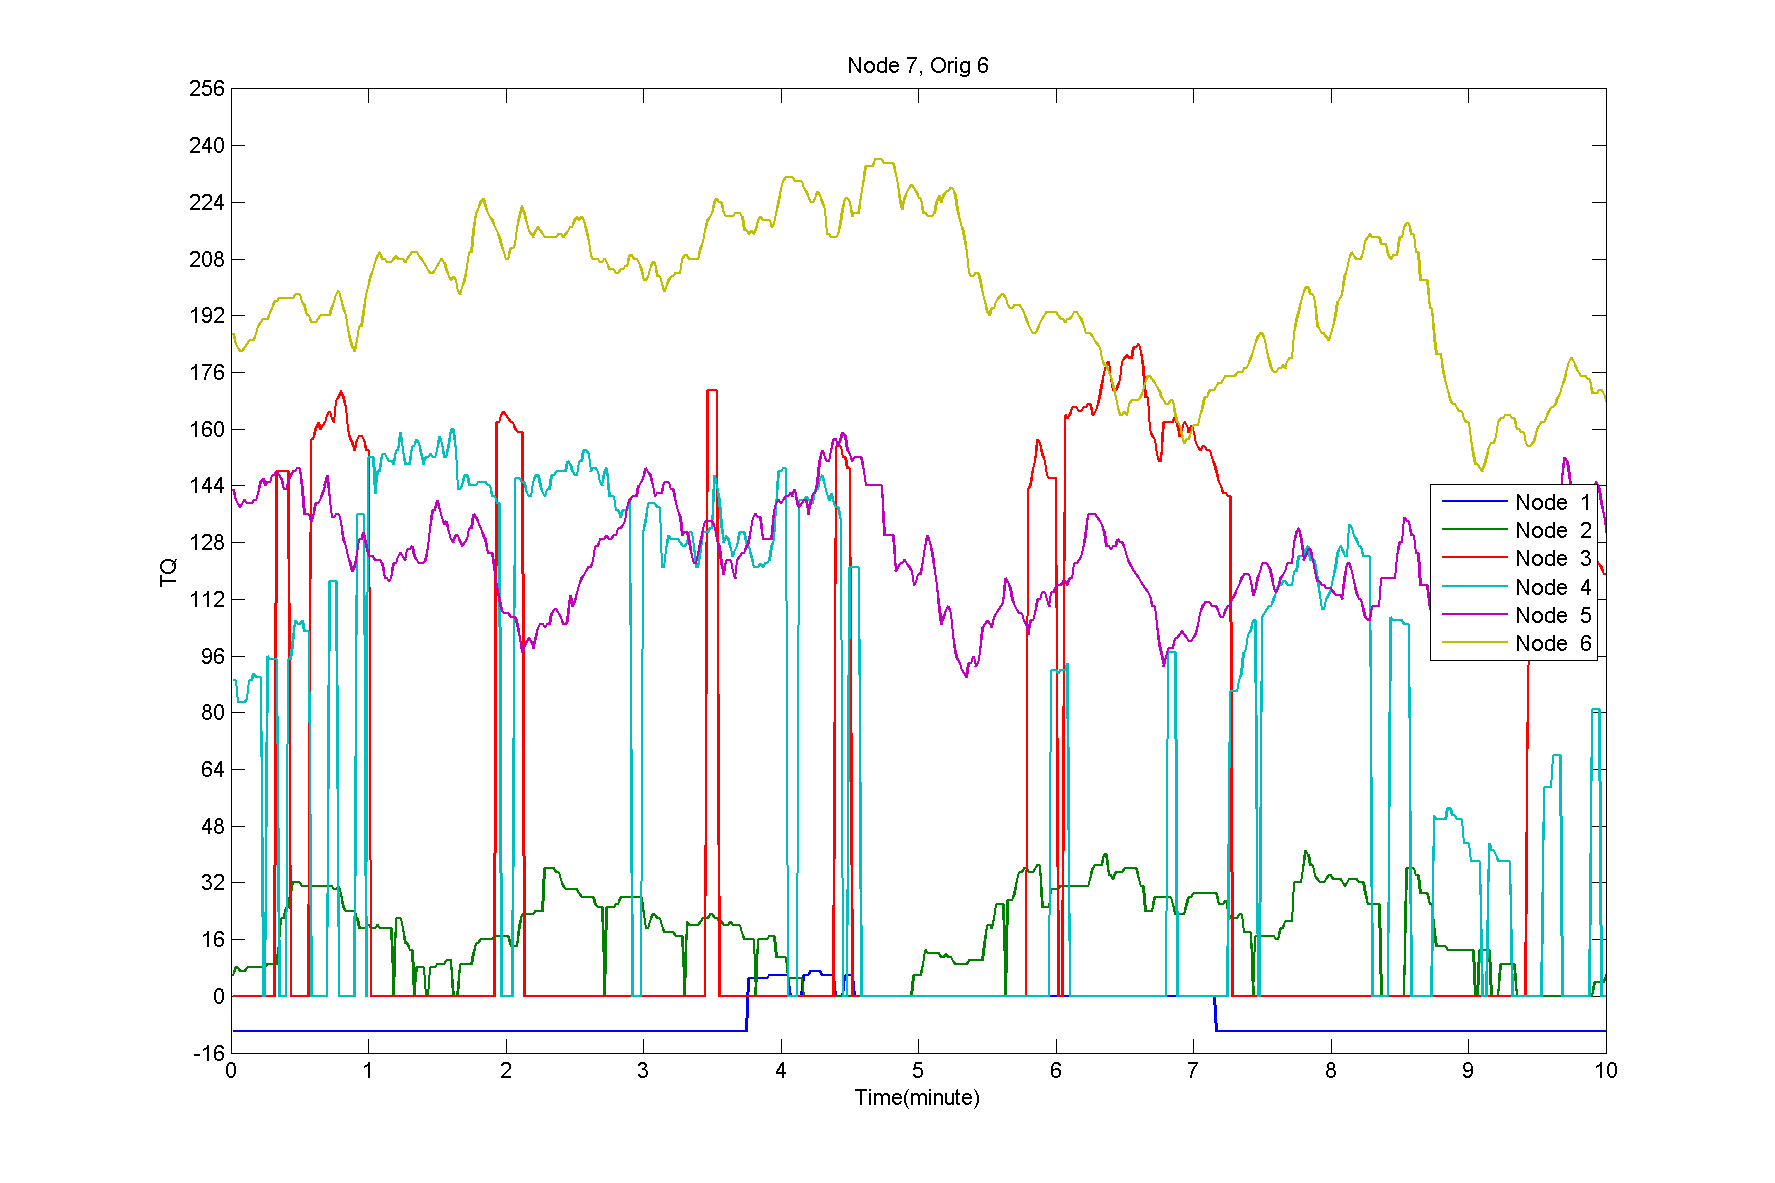 Node 7, Orig 6
256
240
224
208
192
176
160
144
128
112
96
80
64
48
32
16
0
-16
TQ
Node 1
Node 2
Node 3
Node 4
Node 5
Node 6
0 1 2 3 4 5 6 7 8 9 10
Time(minute)